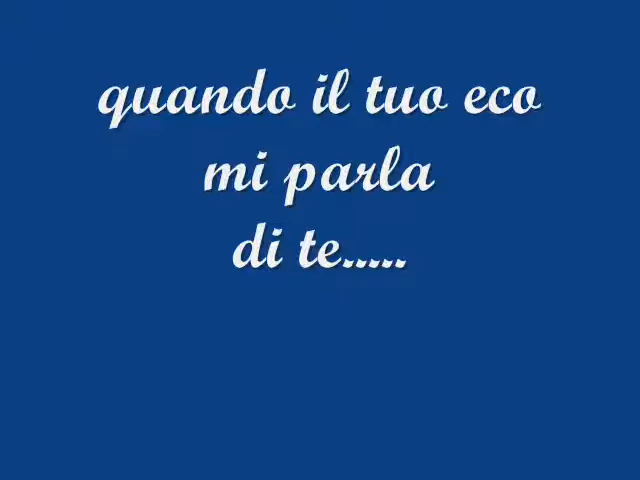 quando il tuo eco
mi parla
di te.....